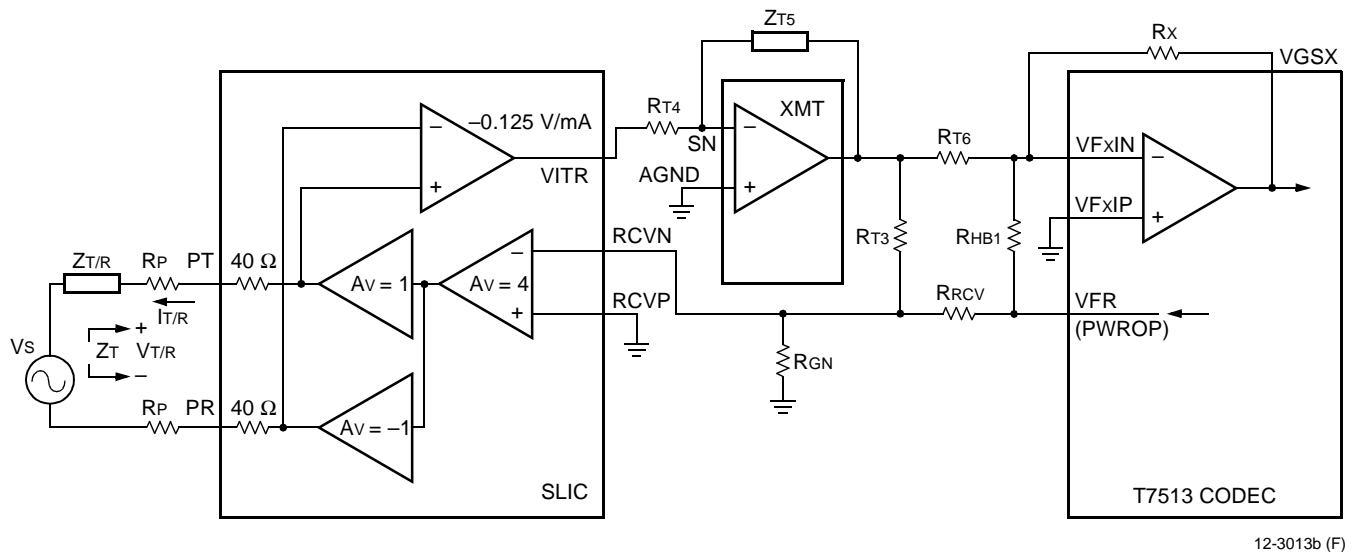 ZT5
RX
VGSX
XMT
RT4
–0.125 V/mA
SN
RT6
VFXIN
VITR
AGND
VFXIP
RT3
RHB1
RCVN
ZT/R
RP
PT
40 Ω
AV = 1
AV = 4
RCVP
RRCV
VFR
(PWROP)
IT/R
VS
ZT
VT/R
RGN
RP
PR
40 Ω
AV = –1
SLIC
T7513 CODEC
12-3013b (F)